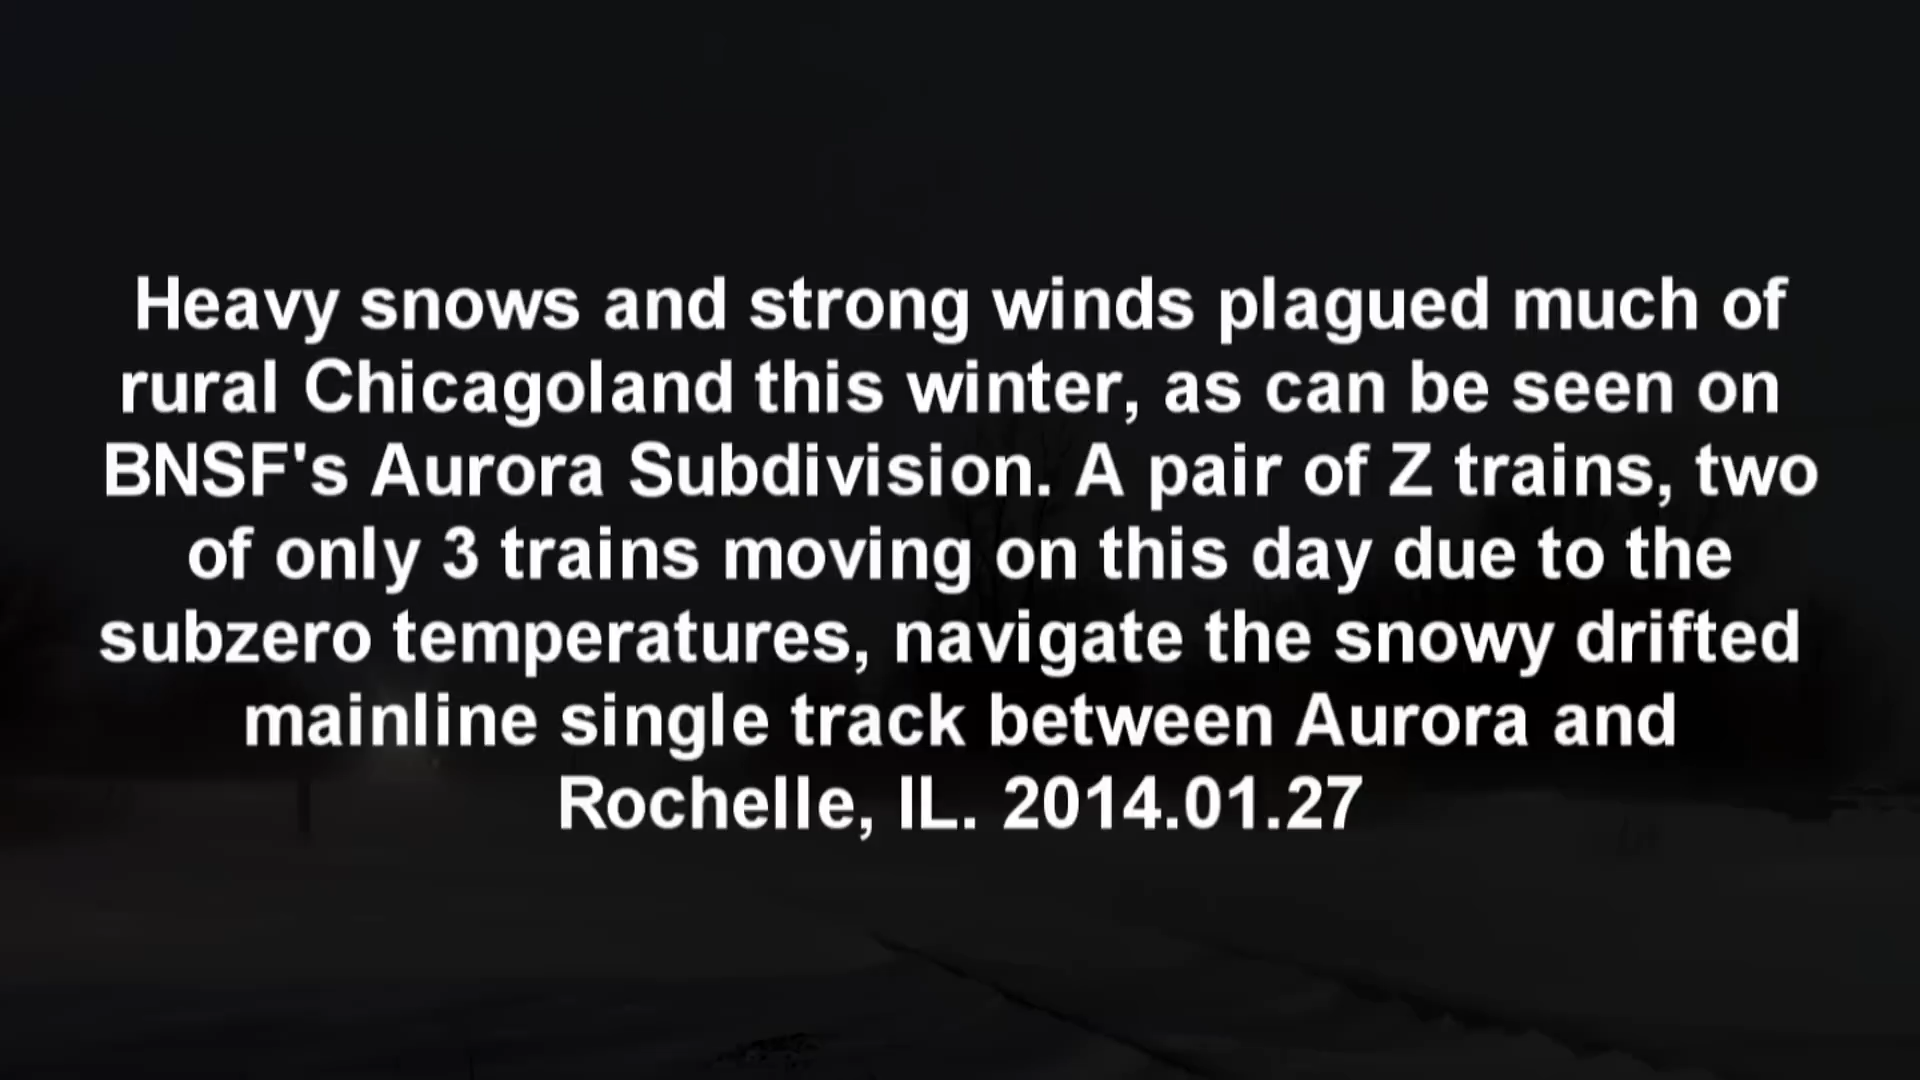 Heavy snows and strong winds plagued much of
rural Chicagoland this winter, as can be seen on
BNSF's Aurora Subdivision. A pair of Z trains, two
of only 3 trains moving on this day due to the
subzero temperatures, navigate the snowy drifted
mainline single track between Aurora and
Rochelle, IL. 2014.01.27